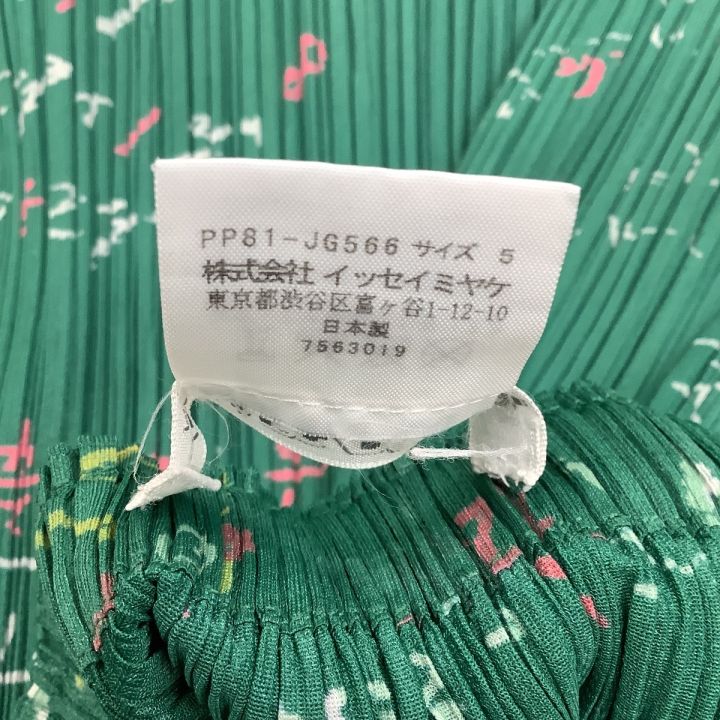 PP81-JG566 サイズ 5
株式会社 イッセイミヤケ
東京都渋谷区富ヶ谷1-12-10
日本製
7563019